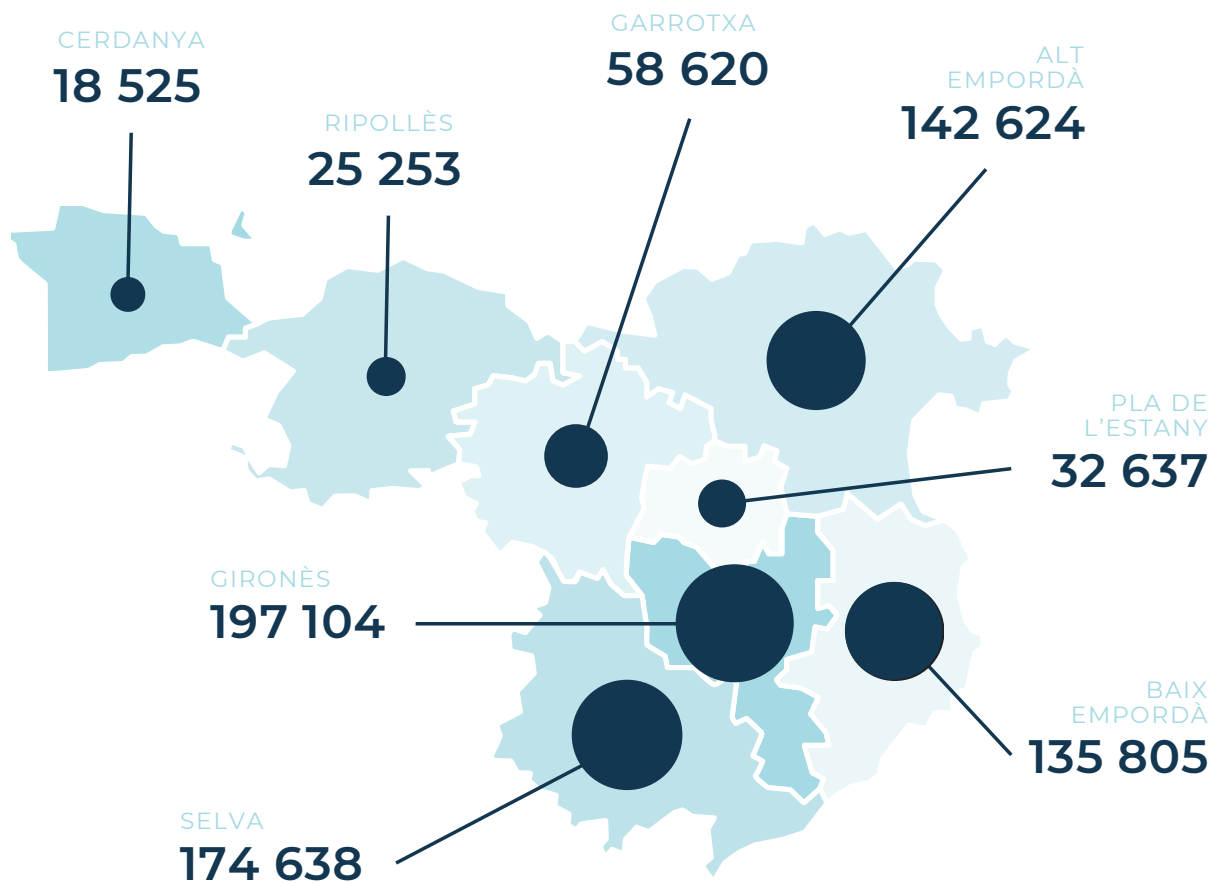 GARROTXA
58 620
CERDANYA
18 525
ALT
EMPORDÀ
142 624
RIPOLLÈS
25 253
PLA DE
L'ESTANY
32 637
GIRONÈS
197 104
BAIX
EMPORDÀ
135 805
SELVA
174 638